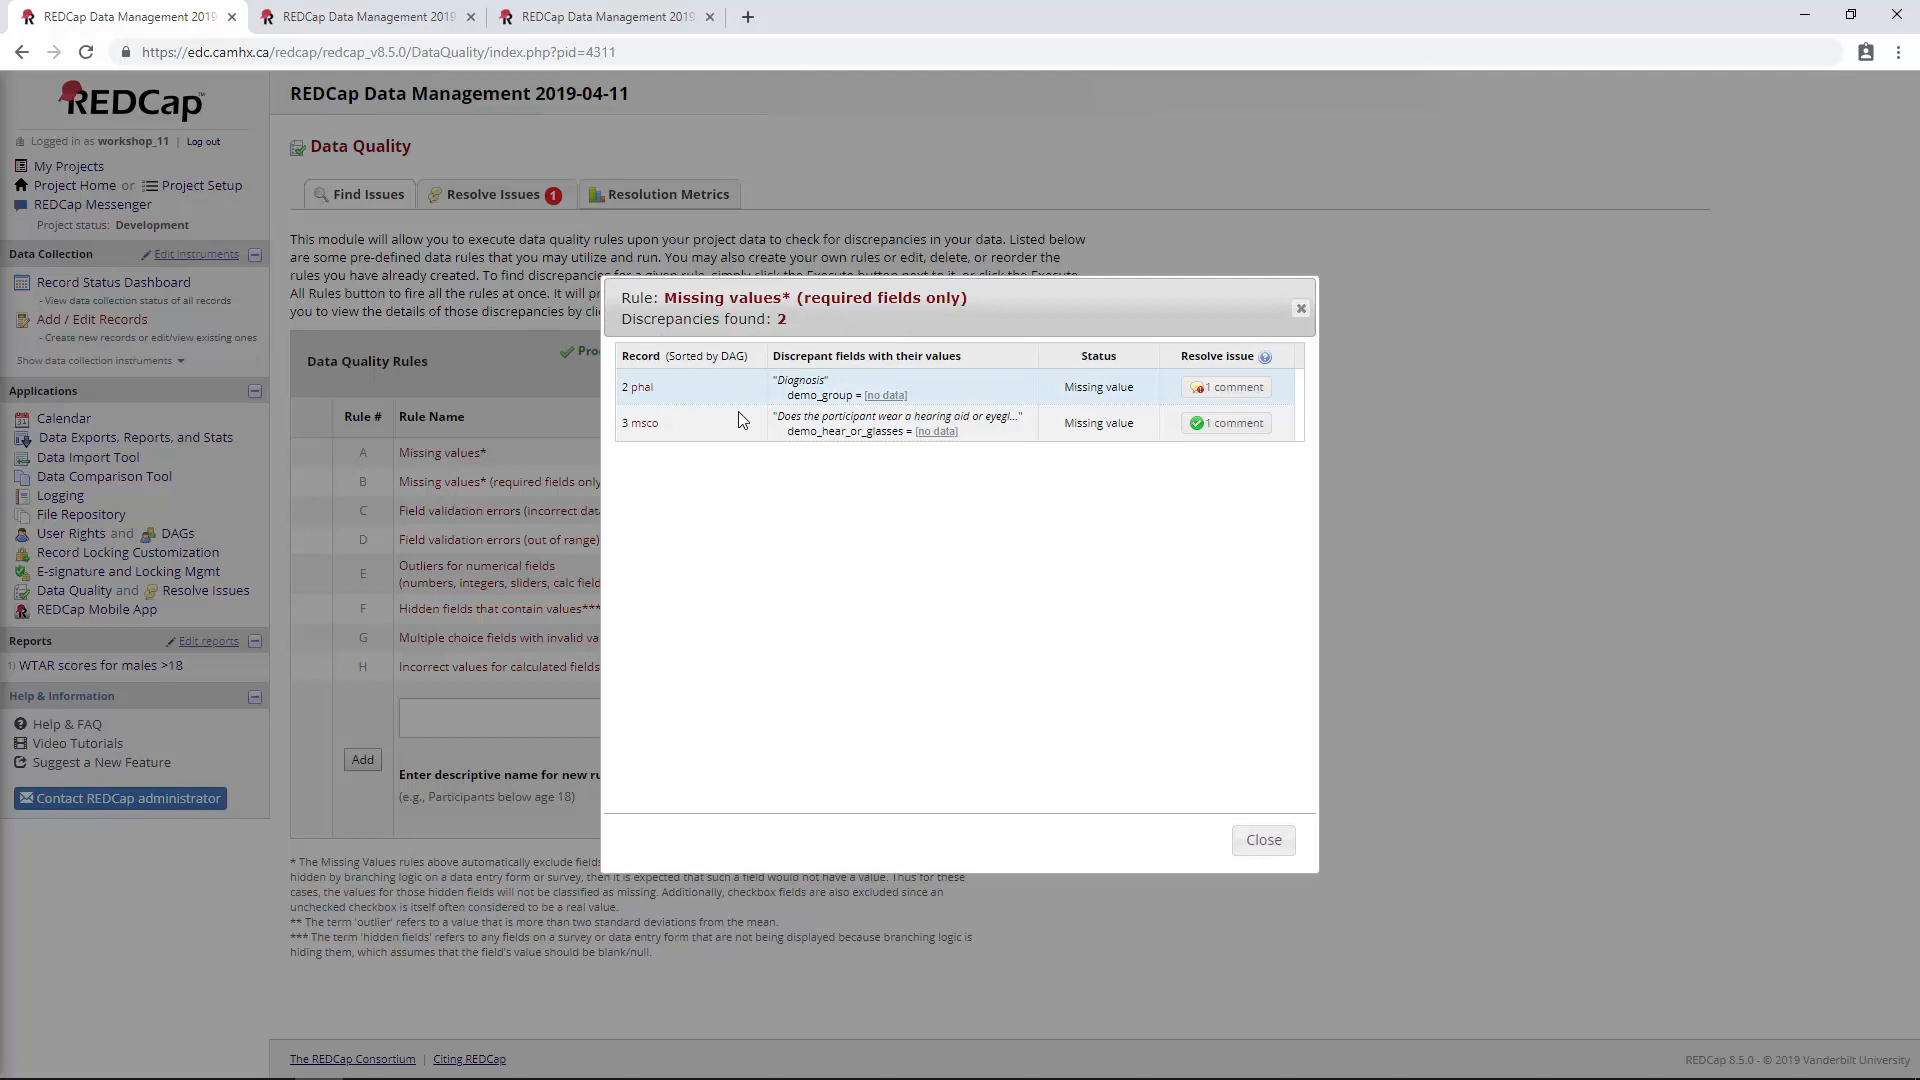 REDCap Data Management 2019
REDCap Data Management 2019
REDCap Data Management 2019
https://edc.camhx.ca/redcap/redcap_v8.5.0/DataQuality/index.php?pid=4311
REDCap
Logged in as workshop_11 | Log out
My Projects
Project Home or Project Setup
REDCap Messenger
Project status: Development
Data Collection Edit instruments
Record Status Dashboard
- View data collection status of all records
Add / Edit Records
- Create new records or edit/view existing ones
Show data collection instruments
Applications
Calendar
Data Exports, Reports, and Stats
Data Import Tool
Data Comparison Tool
Logging
File Repository
User Rights and DAGs
Record Locking Customization
E-signature and Locking Mgmt
Data Quality and Resolve Issues
REDCap Mobile App
Reports Edit reports
1) WTAR scores for males >18
Help & Information
Help & FAQ
Video Tutorials
Suggest a New Feature
Contact REDCap administrator
REDCap Data Management 2019-04-11
Data Quality
Find Issues Resolve Issues 1 Resolution Metrics
This module will allow you to execute data quality rules upon your project data to check for discrepancies in your data. Listed below
are some pre-defined data rules that you may utilize and run. You may also create your own rules or edit, delete, or reorder the
rules you have already created. To find discrepancies for a given rule, simply click the Execute button next to it, or click the Execute
All Rules button to fire all the rules at once. It will pr
you to view the details of those discrepancies by cli
Data Quality Rules Pro
Rule # Rule Name
A Missing values*
B Missing values* (required fields only
C Field validation errors (incorrect data
D Field validation errors (out of range)
E Outliers for numerical fields
(numbers, integers, sliders, calc field
F Hidden fields that contain values***
G Multiple choice fields with invalid va
H Incorrect values for calculated fields
Add
Enter descriptive name for new ru
(e.g., Participants below age 18)
* The Missing Values rules above automatically exclude fields
hidden by branching logic on a data entry form or survey, then it is expected that such a field would not have a value. Thus for these
cases, the values for those hidden fields will not be classified as missing. Additionally, checkbox fields are also excluded since an
unchecked checkbox is itself often considered to be a real value.
** The term 'outlier' refers to a value that is more than two standard deviations from the mean.
*** The term 'hidden fields' refers to any fields on a survey or data entry form that are not being displayed because branching logic is
hiding them, which assumes that the field's value should be blank/null.
Rule: Missing values* (required fields only)
Discrepancies found: 2
Record (Sorted by DAG) Discrepant fields with their values Status Resolve issue ?
2 phal "Diagnosis" Missing value 1 comment
demo_group = [no data]
3 msco "Does the participant wear a hearing aid or eyegl..." Missing value 1 comment
demo_hear_or_glasses = [no data]
Close
The REDCap Consortium | Citing REDCap
REDCap 8.5.0 - © 2019 Vanderbilt University